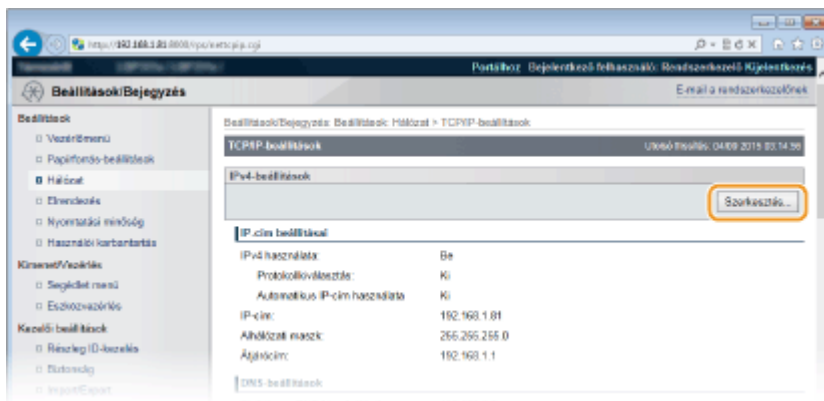 http://192.168.1.81:8000/rps/nettcpip.cgi
Portálhoz Bejelentkező felhasználó: Rendszerkezelő Kijelentkezés
Beállítások/Bejegyzés
E-mail a rendszerkezelőnek
Beállítások
Vezérlőmenü
Papírforrás-beállítások
Hálózat
Elrendezés
Nyomtatási minőség
Használói karbantartás
Kimenet/Vezérlés
Segédlet menü
Eszközvezérlés
Kezelői beállítások
Részleg ID-kezelés
Biztonság
Import/Export
Beállítások/Bejegyzés: Beállítások: Hálózat > TCP/IP-beállítások
TCP/IP-beállítások
Utolsó frissítés: 04/09 2015 03:14:56
IPv4-beállítások
Szerkesztés...
IP-cím beállításai
IPv4 használata: Be
Protokollkiválasztás: Ki
Automatikus IP-cím használata Ki
IP-cím: 192.168.1.81
Alhálózati maszk: 255.255.255.0
Átjárócím: 192.168.1.1
DNS-beállítások